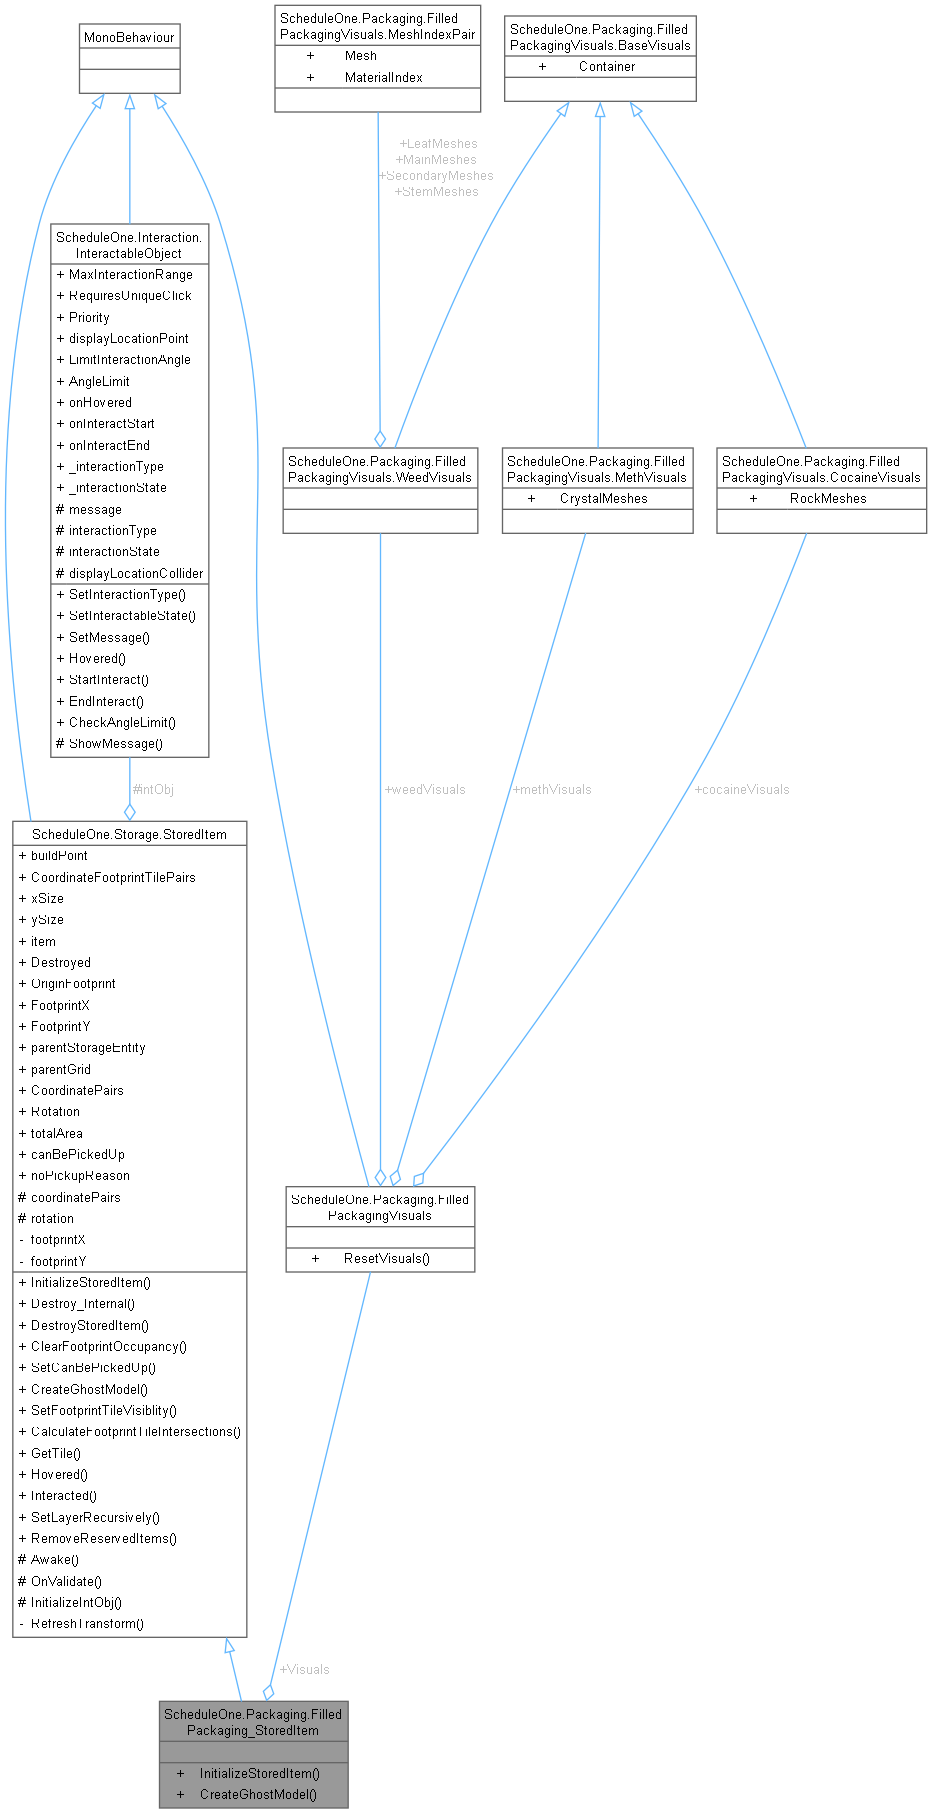 MonoBehaviour
ScheduleOne.Packaging.Filled
PackagingVisuals.MeshIndexPair
+ Mesh
+ MaterialIndex
ScheduleOne.Packaging.Filled
PackagingVisuals.BaseVisuals
+ Container
+LeafMeshes
+MainMeshes
+SecondaryMeshes
+StemMeshes
ScheduleOne.Interaction.
InteractableObject
+ MaxInteractionRange
+ RequiresUniqueClick
+ Priority
+ displayLocationPoint
+ LimitInteractionAngle
+ AngleLimit
+ onHovered
+ onInteractStart
+ onInteractEnd
+ _interactionType
+ _interactionState
# message
# interactionType
# interactionState
# displayLocationCollider
+ SetInteractionType()
+ SetInteractableState()
+ SetMessage()
+ Hovered()
+ StartInteract()
+ EndInteract()
+ CheckAngleLimit()
# ShowMessage()
ScheduleOne.Packaging.Filled
PackagingVisuals.WeedVisuals
ScheduleOne.Packaging.Filled
PackagingVisuals.MethVisuals
+ CrystalMeshes
ScheduleOne.Packaging.Filled
PackagingVisuals.CocaineVisuals
+ RockMeshes
#intObj
+weedVisuals
+methVisuals
+cocaineVisuals
ScheduleOne.Storage.StoredItem
+ buildPoint
+ CoordinateFootprintTilePairs
+ xSize
+ ySize
+ item
+ Destroyed
+ OriginFootprint
+ FootprintX
+ FootprintY
+ parentStorageEntity
+ parentGrid
+ CoordinatePairs
+ Rotation
+ totalArea
+ canBePickedUp
+ noPickupReason
# coordinatePairs
# rotation
- footprintX
- footprintY
+ InitializeStoredItem()
+ Destroy_Internal()
+ DestroyStoredItem()
+ ClearFootprintOccupancy()
+ SetCanBePickedUp()
+ CreateGhostModel()
+ SetFootprintTileVisiblity()
+ CalculateFootprintTileIntersections()
+ GetTile()
+ Hovered()
+ Interacted()
+ SetLayerRecursively()
+ RemoveReservedItems()
# Awake()
# OnValidate()
# InitializeIntObj()
- RefreshTransform()
ScheduleOne.Packaging.Filled
PackagingVisuals
+ ResetVisuals()
+Visuals
ScheduleOne.Packaging.Filled
Packaging_StoredItem
+ InitializeStoredItem()
+ CreateGhostModel()